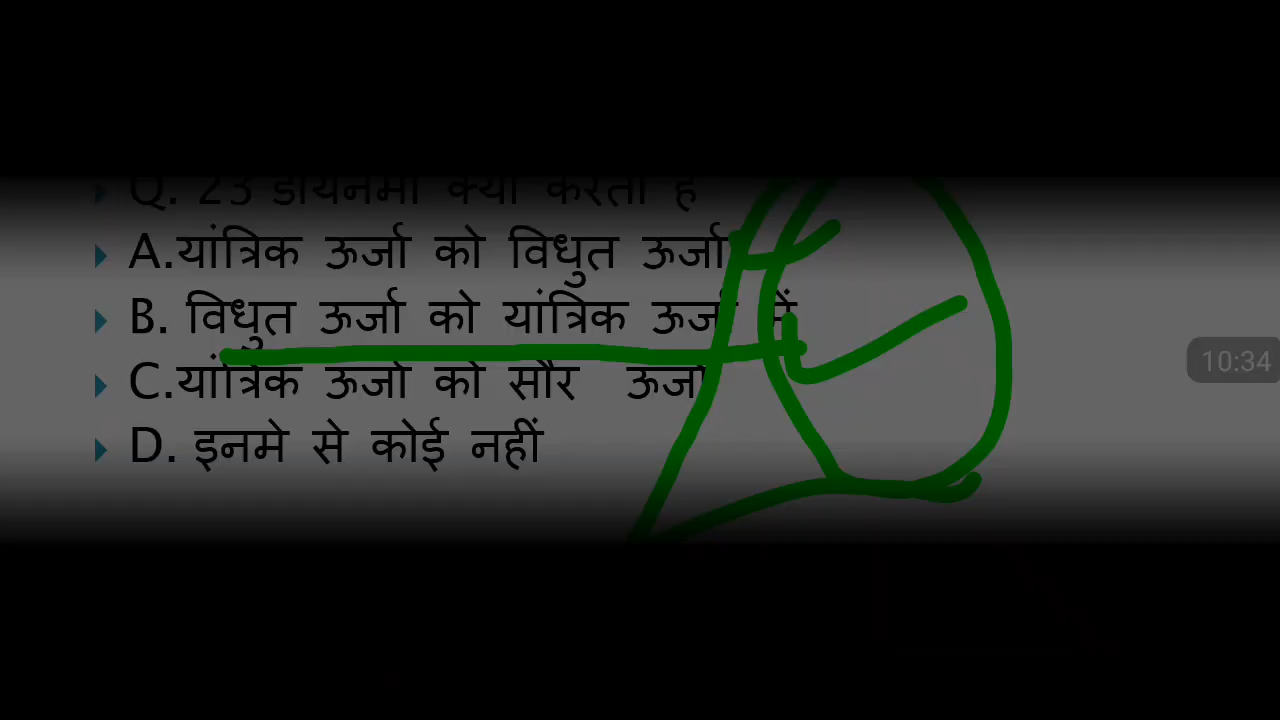 Q. 23 डायनमो क्या करता है
A.यांत्रिक ऊर्जा को विधुत ऊर्जा
B. विधुत ऊर्जा को यांत्रिक ऊर्जा में
C.यांत्रिक ऊर्जा को सौर ऊर्जा
D. इनमे से कोई नहीं
10:34